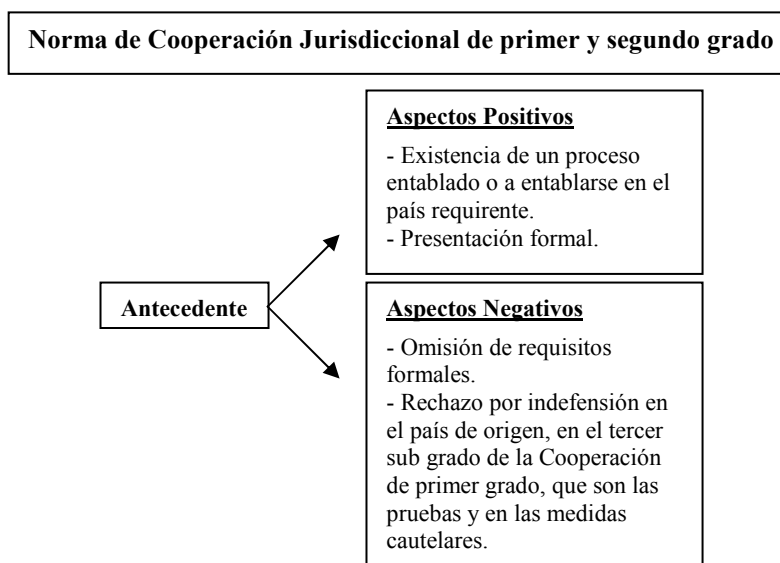 Norma de Cooperación Jurisdiccional de primer y segundo grado
Aspectos Positivos
- Existencia de un proceso
entablado o a entablarse en el
país requirente.
- Presentación formal.
Antecedente
Aspectos Negativos
- Omisión de requisitos
formales.
- Rechazo por indefensión en
el país de origen, en el tercer
sub grado de la Cooperación
de primer grado, que son las
pruebas y en las medidas
cautelares.